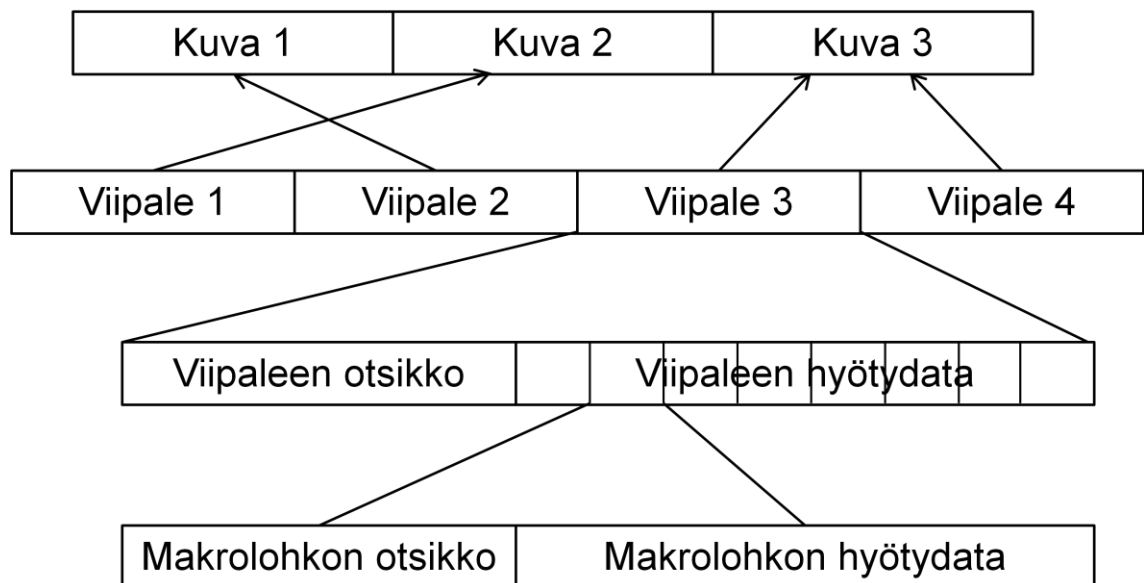 Kuva 1 Kuva 2 Kuva 3
Viipale 1 Viipale 2 Viipale 3 Viipale 4
Viipaleen otsikko Viipaleen hyötydata
Makrolohkon otsikko Makrolohkon hyötydata